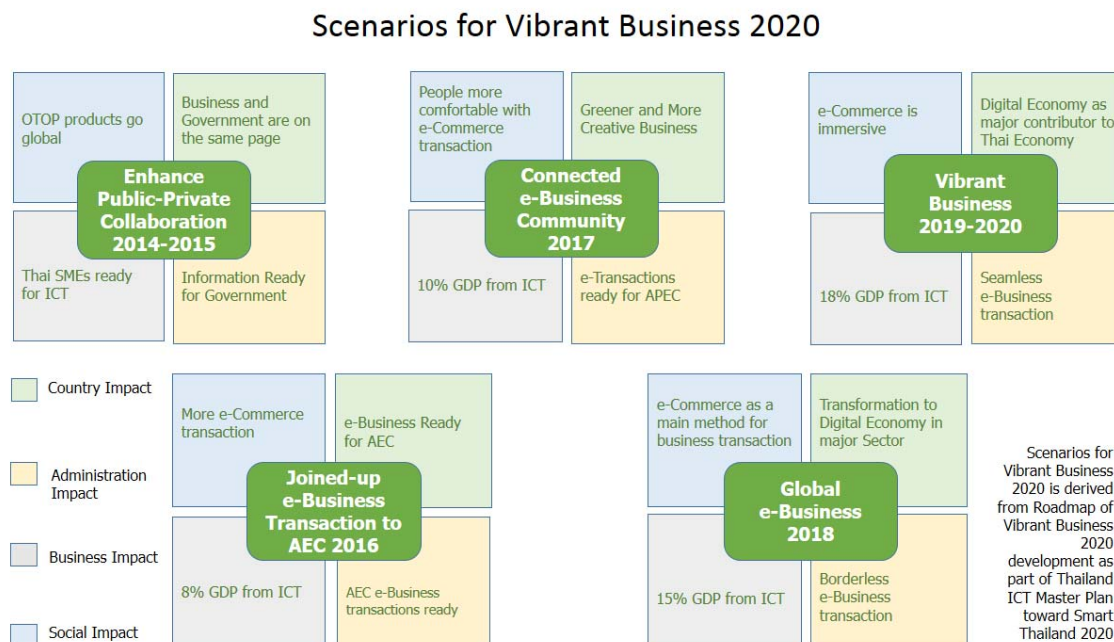 Scenarios for Vibrant Business 2020
OTOP products go
global
Business and
Government are on
the same page
Enhance
Public-Private
Collaboration
2014-2015
Thai SMEs ready
for ICT
Information Ready
for Government
People more
comfortable with
e-Commerce
transaction
Greener and More
Creative Business
Connected
e-Business
Community
2017
10% GDP from ICT
e-Transactions
ready for APEC
e-Commerce is
immersive
Digital Economy as
major contributor to
Thai Economy
Vibrant
Business
2019-2020
18% GDP from ICT
Seamless
e-Business
transaction
Country Impact
Administration
Impact
Business Impact
Social Impact
More e-Commerce
transaction
e-Business Ready
for AEC
Joined-up
e-Business
Transaction to
AEC 2016
8% GDP from ICT
AEC e-Business
transactions ready
e-Commerce as a
main method for
business transaction
Transformation to
Digital Economy in
major Sector
Global
e-Business
2018
15% GDP from ICT
Borderless
e-Business
transaction
Scenarios for
Vibrant Business
2020 is derived
from Roadmap of
Vibrant Business
2020
development as
part of Thailand
ICT Master Plan
toward Smart
Thailand 2020